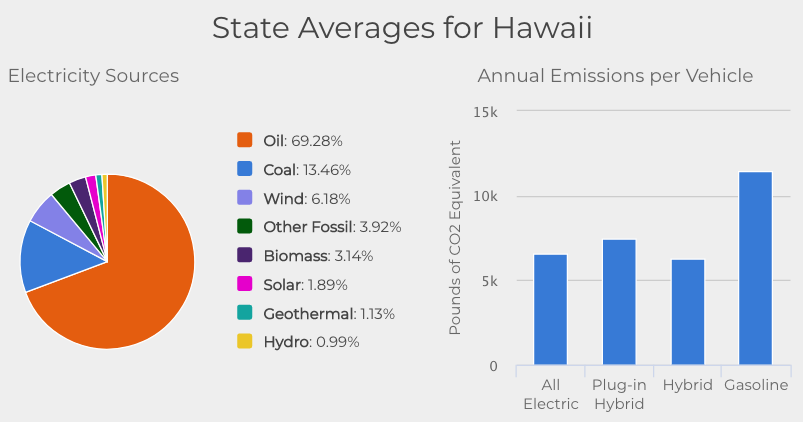 State Averages for Hawaii
Electricity Sources
Oil: 69.28%
Coal: 13.46%
Wind: 6.18%
Other Fossil: 3.92%
Biomass: 3.14%
Solar: 1.89%
Geothermal: 1.13%
Hydro: 0.99%
Annual Emissions per Vehicle
Pounds of CO2 Equivalent
15k
10k
5k
0
All Electric
Plug-in Hybrid
Hybrid
Gasoline